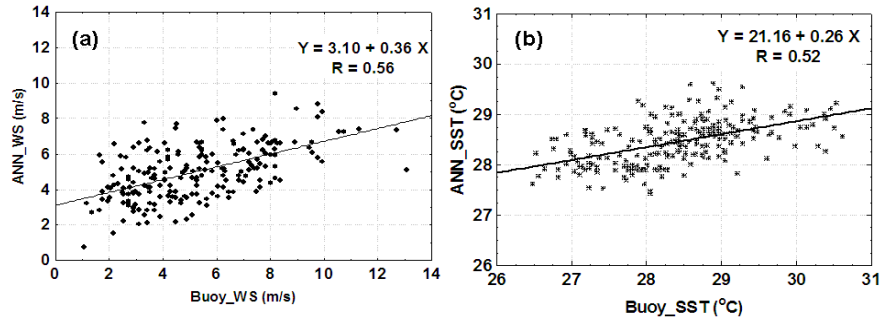 (a)
Y = 3.10 + 0.36 X
R = 0.56
14
12
10
8
6
4
2
0
ANN_WS (m/s)
0 2 4 6 8 10 12 14
Buoy_WS (m/s)
(b)
Y = 21.16 + 0.26 X
R = 0.52
31
30
29
28
27
26
ANN_SST (°C)
26 27 28 29 30 31
Buoy_SST (°C)